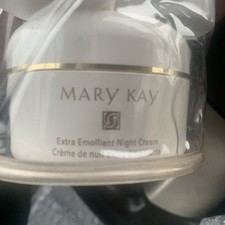 MARY KAY
Extra Emollient Night Cream
Crème de nuit